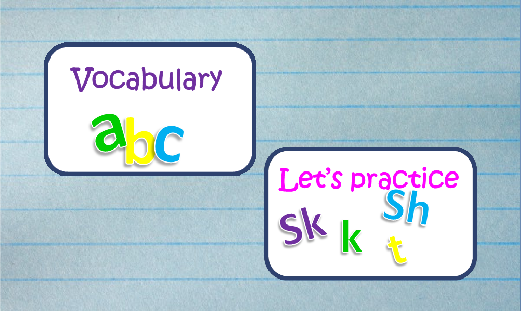 Vocabulary
abc
Let's practice
Sk k Sh
t